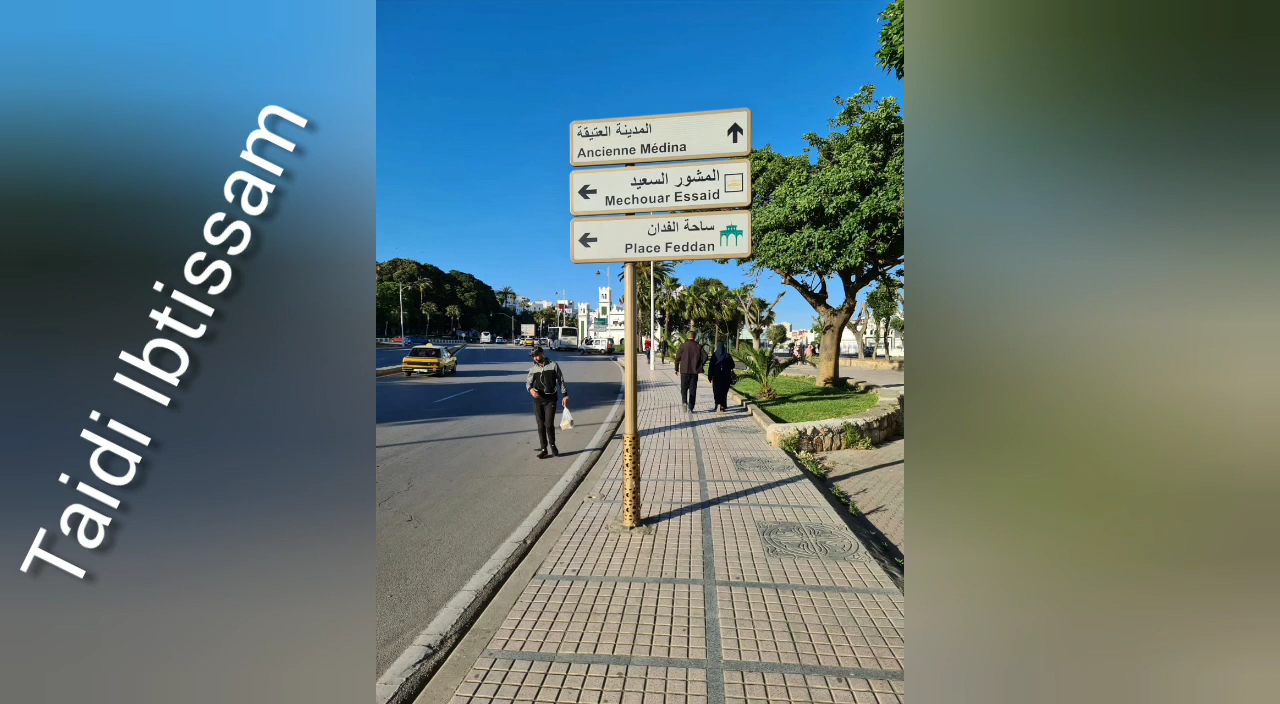 Taidi Ibtissam
المدينة العتيقة
Ancienne Médina
المشور السعيد
Mechouar Essaid
ساحة الفدان
Place Feddan